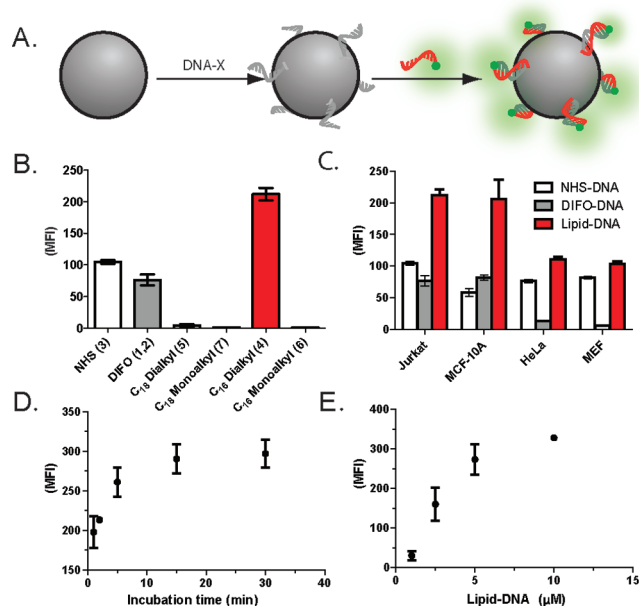 A.
DNA-X
B.
250
200
150
100
50
0
(MFI)
NHS (3)
DIFO (1,2)
C18 Dialkyl (5)
C18 Monoalkyl (7)
C16 Dialkyl (4)
C16 Monoalkyl (6)
C.
250
200
150
100
50
0
(MFI)
NHS-DNA
DIFO-DNA
Lipid-DNA
Jurkat
MCF-10A
HeLa
MEF
D.
350
300
250
200
150
(MFI)
0 10 20 30 40
Incubation time (min)
E.
400
300
200
100
0
(MFI)
0 5 10 15
Lipid-DNA (µM)